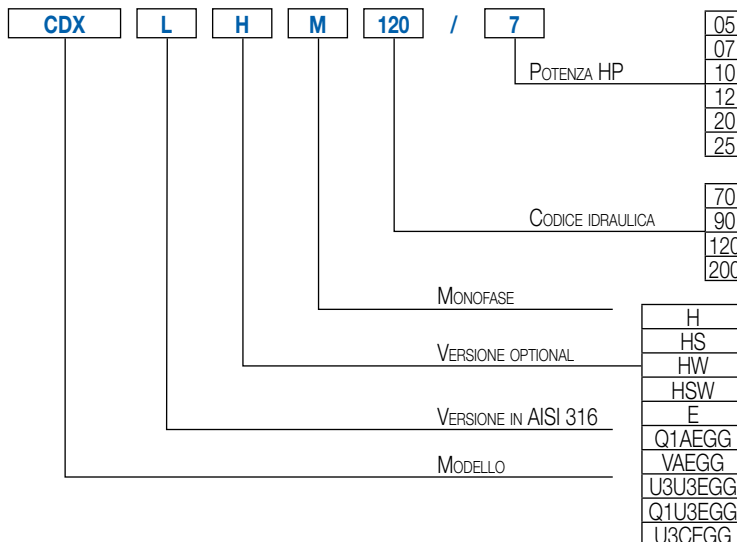 CDX L H M 120 / 7
05
07
POTENZA HP 10
12
20
25
70
CODICE IDRAULICA 90
120
200
MONOFASE
H
HS
VERSIONE OPTIONAL HW
HSW
VERSIONE IN AISI 316 E
Q1AEGG
MODELLO VAEGG
U3U3EGG
Q1U3EGG
U3CEGG